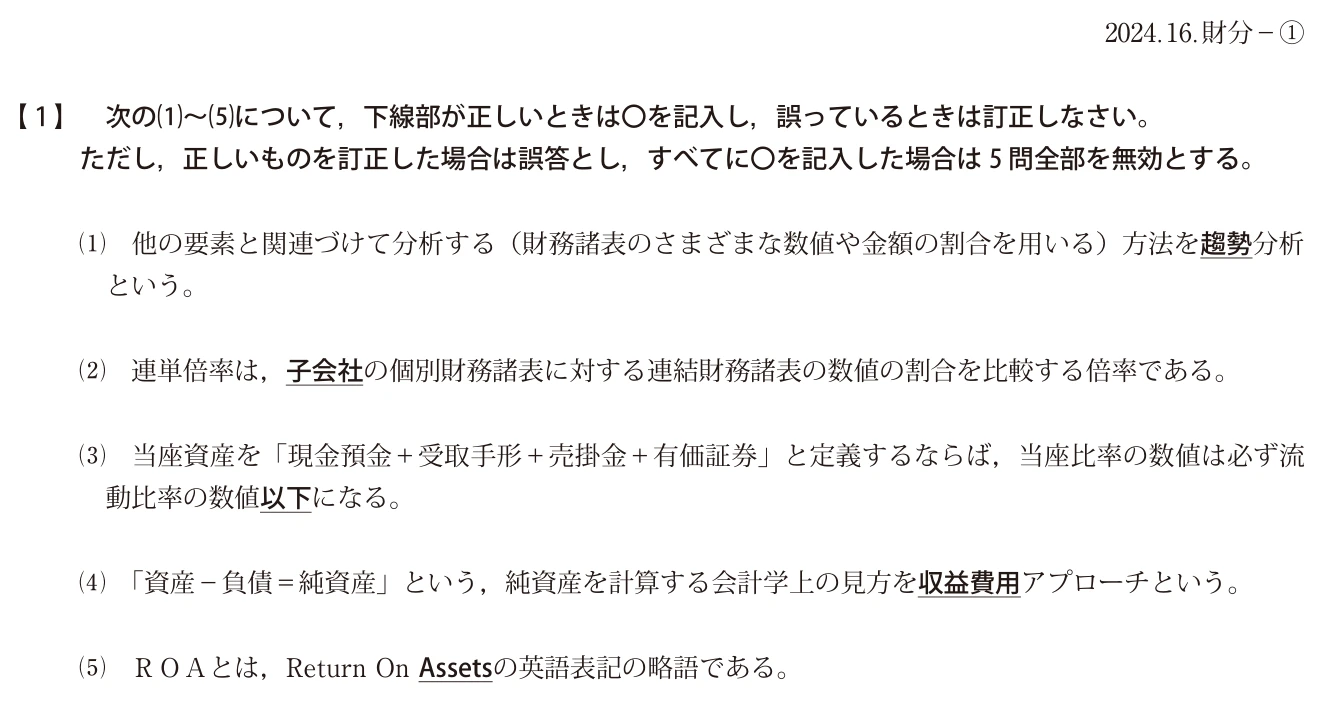 2024.16.財分－①
【１】　次の⑴～⑸について，下線部が正しいときは〇を記入し，誤っているときは訂正しなさい。
ただし，正しいものを訂正した場合は誤答とし，すべてに〇を記入した場合は 5 問全部を無効とする。
⑴　他の要素と関連づけて分析する（財務諸表のさまざまな数値や金額の割合を用いる）方法を趨勢分析
という。
⑵　連単倍率は，子会社の個別財務諸表に対する連結財務諸表の数値の割合を比較する倍率である。
⑶　当座資産を「現金預金＋受取手形＋売掛金＋有価証券」と定義するならば，当座比率の数値は必ず流
動比率の数値以下になる。
⑷　「資産－負債＝純資産」という，純資産を計算する会計学上の見方を収益費用アプローチという。
⑸　ＲＯＡとは，Return On Assetsの英語表記の略語である。